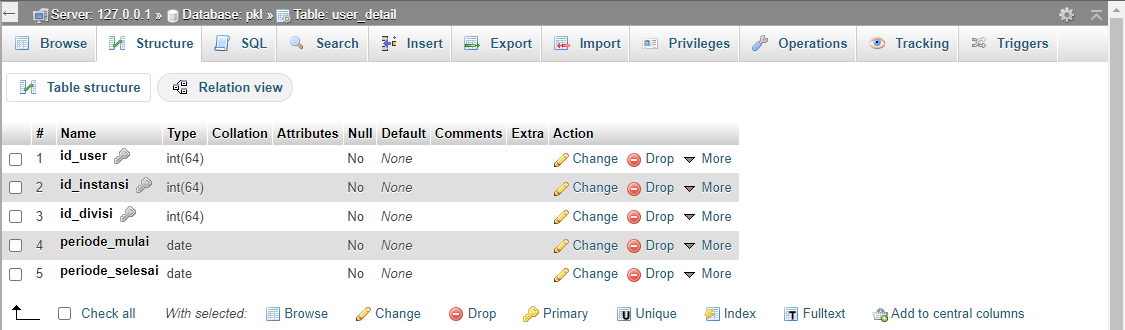 Server: 127.0.0.1 » Database: pkl » Table: user_detail
Browse Structure SQL Search Insert Export Import Privileges Operations Tracking Triggers
Table structure Relation view
# Name Type Collation Attributes Null Default Comments Extra Action
1 id_user int(64) No None Change Drop More
2 id_instansi int(64) No None Change Drop More
3 id_divisi int(64) No None Change Drop More
4 periode_mulai date No None Change Drop More
5 periode_selesai date No None Change Drop More
Check all With selected: Browse Change Drop Primary Unique Index Fulltext Add to central columns